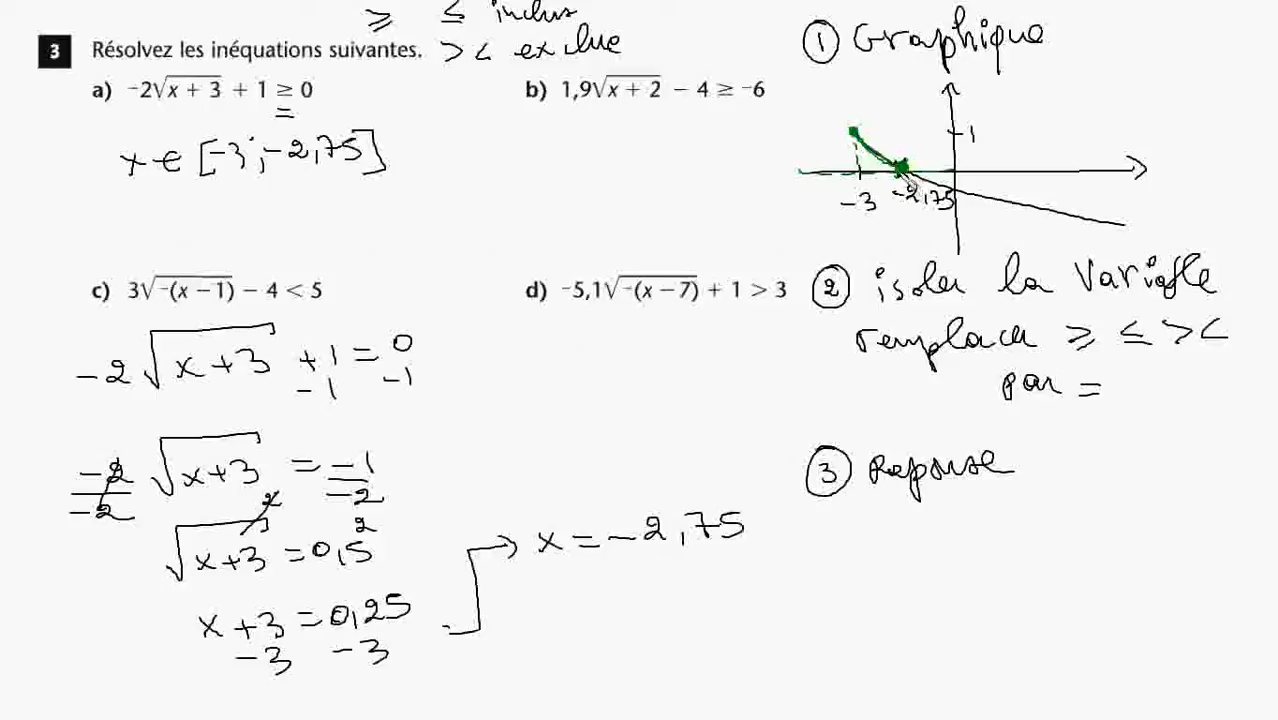 ≥ ≤ inclus
> < exclue
3 Résolvez les inéquations suivantes.
a) -2√(x + 3) + 1 ≥ 0
=
x ∈ [-3 ; -2,75]
b) 1,9√(x + 2) - 4 ≥ -6
c) 3√(-(x - 1)) - 4 < 5
d) -5,1√(-(x - 7)) + 1 > 3
-2√(x+3) +1 = 0
-1 -1
-2√(x+3) = -1
-2 -2
√(x+3)² = 0,5²
x +3 = 0,25
-3 -3
→ x = -2,75
① Graphique
1
-3 -2,75
② isoler la variable
remplacer ≥ ≤ > <
par =
③ Reponse